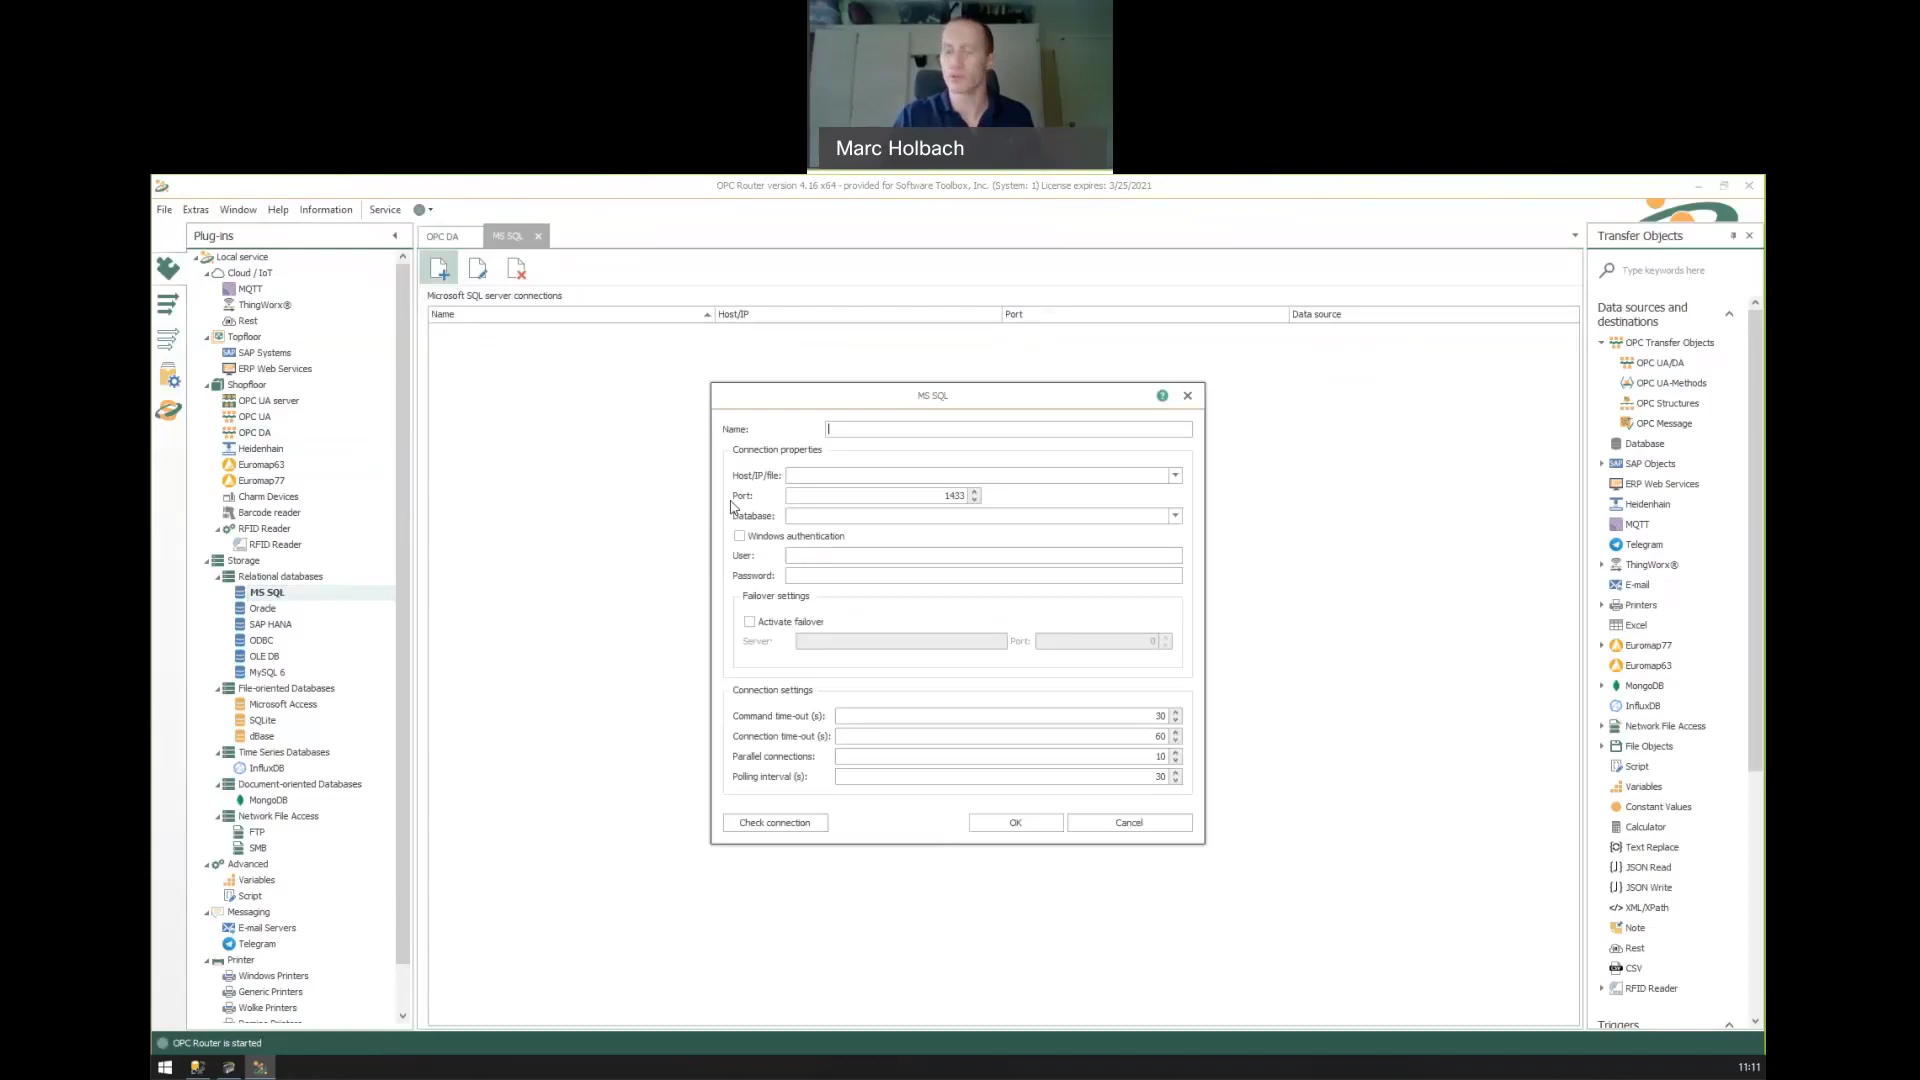 Marc Holbach
OPC Router version 4.16 x64 - provided for Software Toolbox, Inc. (System: 1) License expires: 3/25/2021
File Extras Window Help Information Service
Plug-ins
Local service
Cloud / IoT
MQTT
ThingWorx®
Rest
Topfloor
SAP Systems
ERP Web Services
Shopfloor
OPC UA server
OPC UA
OPC DA
Heidenhain
Euromap63
Euromap77
Charm Devices
Barcode reader
RFID Reader
RFID Reader
Storage
Relational databases
MS SQL
Oracle
SAP HANA
ODBC
OLE DB
MySQL 6
File-oriented Databases
Microsoft Access
SQLite
dBase
Time Series Databases
InfluxDB
Document-oriented Databases
MongoDB
Network File Access
FTP
SMB
Advanced
Variables
Script
Messaging
E-mail Servers
Telegram
Printer
Windows Printers
Generic Printers
Wolke Printers
OPC DA MS SQL
Microsoft SQL server connections
Name Host/IP Port Data source
MS SQL
Name:
Connection properties
Host/IP/file:
Port: 1433
Database:
Windows authentication
User:
Password:
Failover settings
Activate failover
Server: Port: 0
Connection settings
Command time-out (s): 30
Connection time-out (s): 60
Parallel connections: 10
Polling interval (s): 30
Check connection OK Cancel
Transfer Objects
Type keywords here
Data sources and
destinations
OPC Transfer Objects
OPC UA/DA
OPC UA-Methods
OPC Structures
OPC Message
Database
SAP SAP Objects
ERP Web Services
Heidenhain
MQTT
Telegram
ThingWorx®
E-mail
Printers
Excel
Euromap77
Euromap63
MongoDB
InfluxDB
Network File Access
File Objects
Script
Variables
Constant Values
Calculator
Text Replace
JSON Read
JSON Write
XML/XPath
Note
Rest
CSV
RFID Reader
Triggers
OPC Router is started
11:11